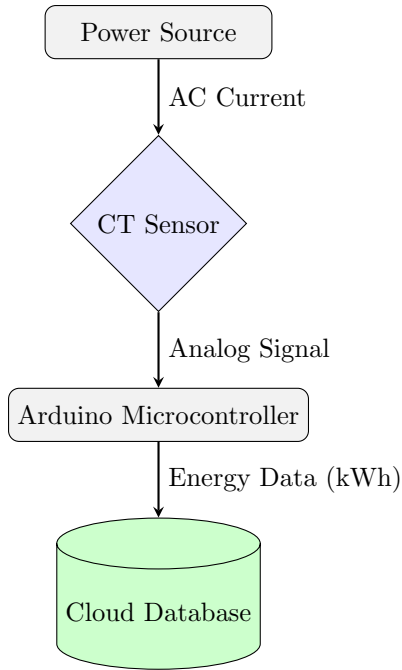 Power Source
AC Current
CT Sensor
Analog Signal
Arduino Microcontroller
Energy Data (kWh)
Cloud Database